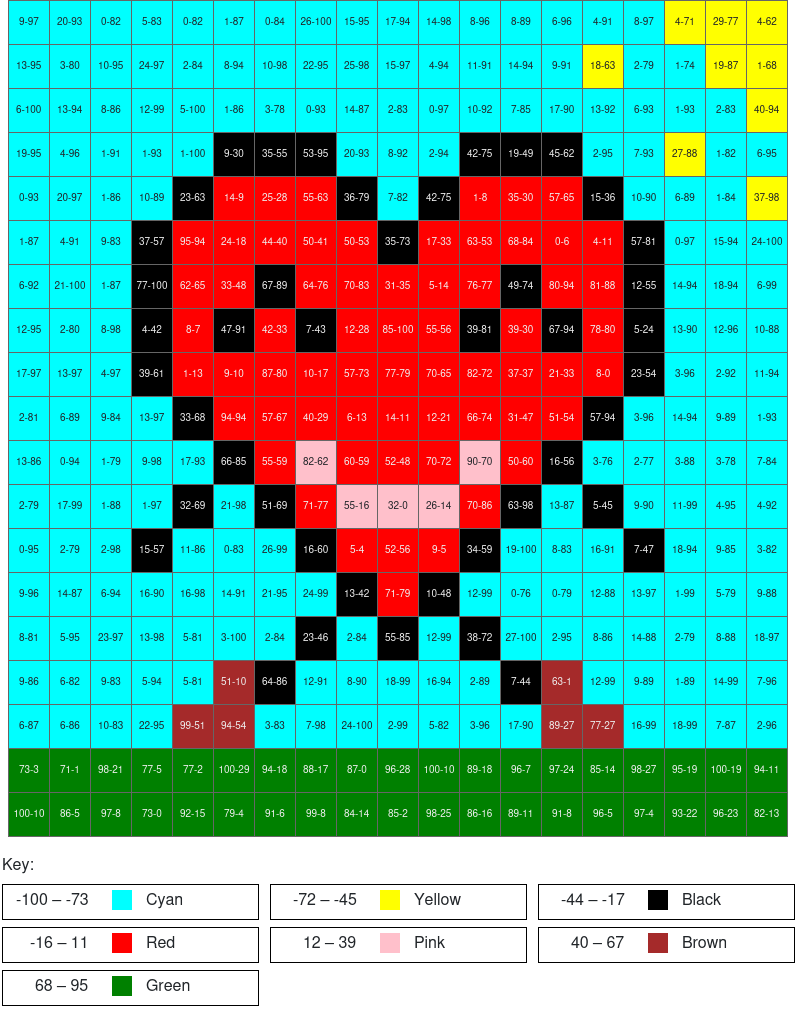 9-97 20-93 0-82 5-83 0-82 1-87 0-84 26-100 15-95 17-94 14-98 8-96 8-89 6-96 4-91 8-97 4-71 29-77 4-62
13-95 3-80 10-95 24-97 2-84 8-94 10-98 22-95 25-98 15-97 4-94 11-91 14-94 9-91 18-63 2-79 1-74 19-87 1-68
6-100 13-94 8-86 12-99 5-100 1-86 3-78 0-93 14-87 2-83 0-97 10-92 7-85 17-90 13-92 6-93 1-93 2-83 40-94
19-95 4-96 1-91 1-93 1-100 9-30 35-55 53-95 20-93 8-92 2-94 42-75 19-49 45-62 2-95 7-93 27-88 1-82 6-95
0-93 20-97 1-86 10-89 23-63 14-9 25-28 55-63 36-79 7-82 42-75 1-8 35-30 57-65 15-36 10-90 6-89 1-84 37-98
1-87 4-91 9-83 37-57 95-94 24-18 44-40 50-41 50-53 35-73 17-33 63-53 68-84 0-6 4-11 57-81 0-97 15-94 24-100
6-92 21-100 1-87 77-100 62-65 33-48 67-89 64-76 70-83 31-35 5-14 76-77 49-74 80-94 81-88 12-55 14-94 18-94 6-99
12-95 2-80 8-98 4-42 8-7 47-91 42-33 7-43 12-28 85-100 55-56 39-81 39-30 67-94 78-80 5-24 13-90 12-96 10-88
17-97 13-97 4-97 39-61 1-13 9-10 87-80 10-17 57-73 77-79 70-65 82-72 37-37 21-33 8-0 23-54 3-96 2-92 11-94
2-81 6-89 9-84 13-97 33-68 94-94 57-67 40-29 6-13 14-11 12-21 66-74 31-47 51-54 57-94 3-96 14-94 9-89 1-93
13-86 0-94 1-79 9-98 17-93 66-85 55-59 82-62 60-59 52-48 70-72 90-70 50-60 16-56 3-76 2-77 3-88 3-78 7-84
2-79 17-99 1-88 1-97 32-69 21-98 51-69 71-77 55-16 32-0 26-14 70-86 63-98 13-87 5-45 9-90 11-99 4-95 4-92
0-95 2-79 2-98 15-57 11-86 0-83 26-99 16-60 5-4 52-56 9-5 34-59 19-100 8-83 16-91 7-47 18-94 9-85 3-82
9-96 14-87 6-94 16-90 16-98 14-91 21-95 24-99 13-42 71-79 10-48 12-99 0-76 0-79 12-88 13-97 1-99 5-79 9-88
8-81 5-95 23-97 13-98 5-81 3-100 2-84 23-46 2-84 55-85 12-99 38-72 27-100 2-95 8-86 14-88 2-79 8-88 18-97
9-86 6-82 9-83 5-94 5-81 51-10 64-86 12-91 8-90 18-99 16-94 2-89 7-44 63-1 12-99 9-89 1-89 14-99 7-96
6-87 6-86 10-83 22-95 99-51 94-54 3-83 7-98 24-100 2-99 5-82 3-96 17-90 89-27 77-27 16-99 18-99 7-87 2-96
73-3 71-1 98-21 77-5 77-2 100-29 94-18 88-17 87-0 96-28 100-10 89-18 96-7 97-24 85-14 98-27 95-19 100-19 94-11
100-10 86-5 97-8 73-0 92-15 79-4 91-6 99-8 84-14 85-2 98-25 86-16 89-11 91-8 96-5 97-4 93-22 96-23 82-13
Key:
-100 – -73 Cyan -72 – -45 Yellow -44 – -17 Black
-16 – 11 Red 12 – 39 Pink 40 – 67 Brown
68 – 95 Green